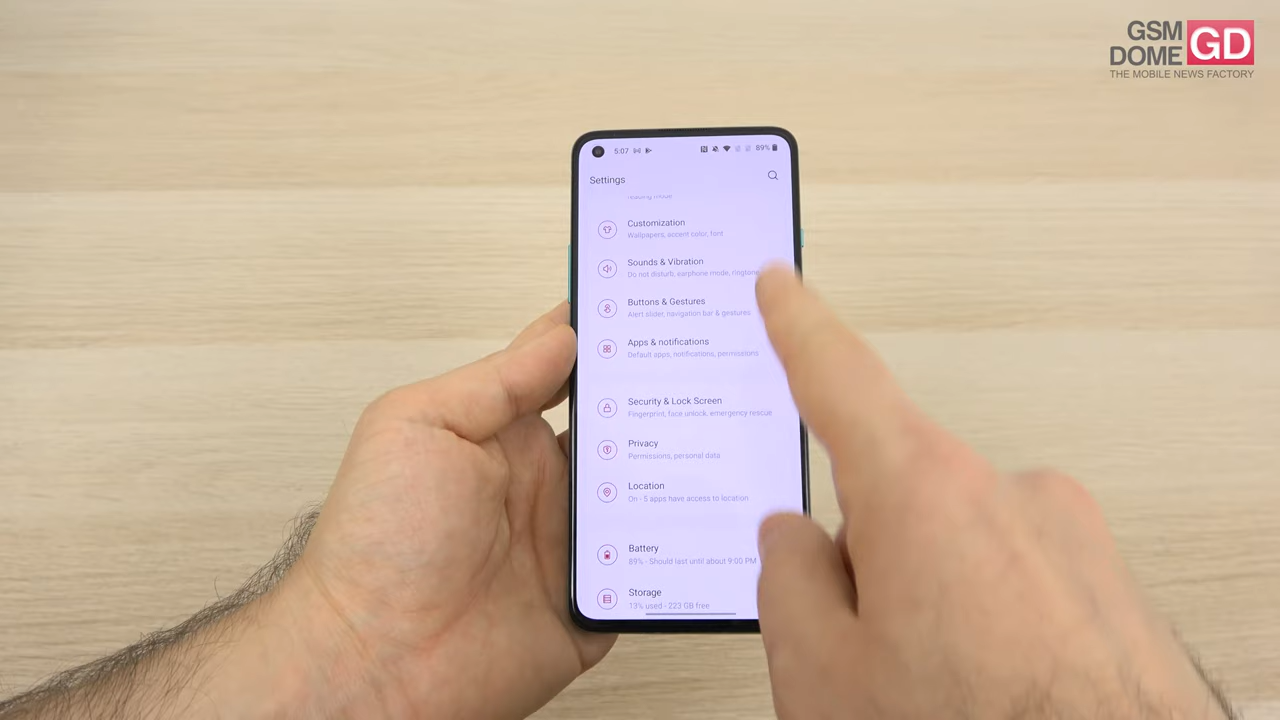 GSM
DOME GD
THE MOBILE NEWS FACTORY
5:07 89%
Settings
reading mode
Customization
Wallpapers, accent color, font
Sounds & Vibration
Do not disturb, earphone mode, ringtone
Buttons & Gestures
Alert slider, navigation bar & gestures
Apps & notifications
Default apps, notifications, permissions
Security & Lock Screen
Fingerprint, face unlock, emergency rescue
Privacy
Permissions, personal data
Location
On - 5 apps have access to location
Battery
89% - Should last until about 9:00 PM
Storage
13% used - 223 GB free